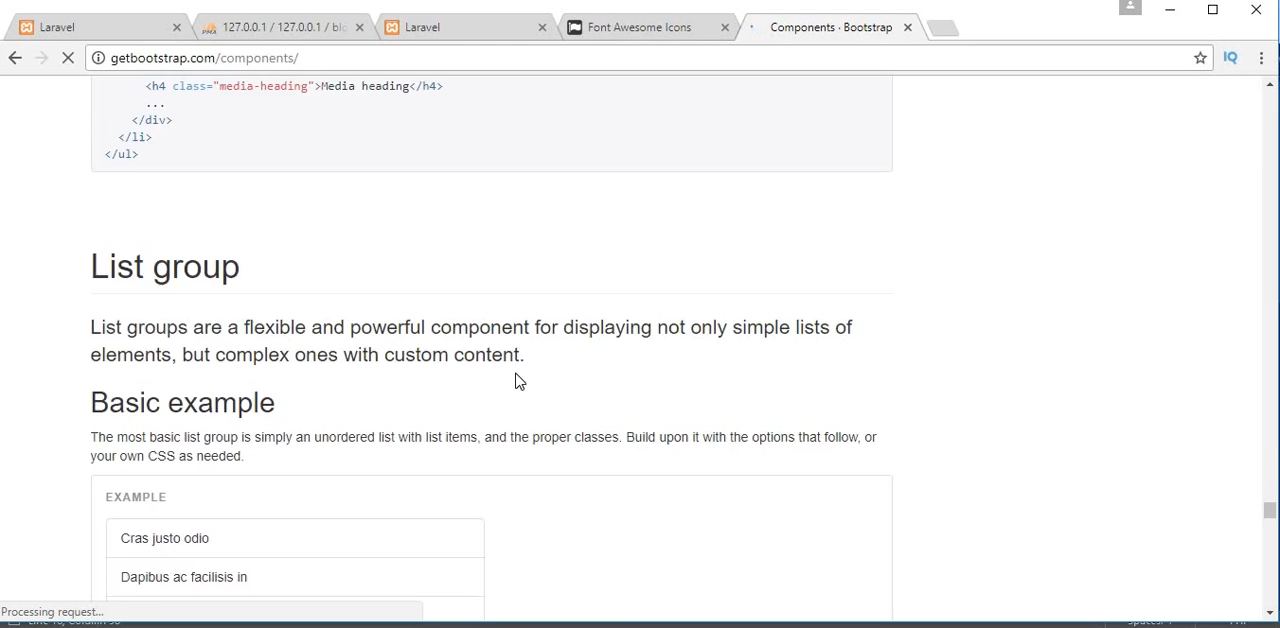 Laravel
127.0.0.1 / 127.0.0.1 / blo
Laravel
Font Awesome Icons
Components · Bootstrap
getbootstrap.com/components/
IQ
<h4 class="media-heading">Media heading</h4>
...
</div>
</li>
</ul>
List group
List groups are a flexible and powerful component for displaying not only simple lists of
elements, but complex ones with custom content.
Basic example
The most basic list group is simply an unordered list with list items, and the proper classes. Build upon it with the options that follow, or
your own CSS as needed.
EXAMPLE
Cras justo odio
Dapibus ac facilisis in
Processing request...